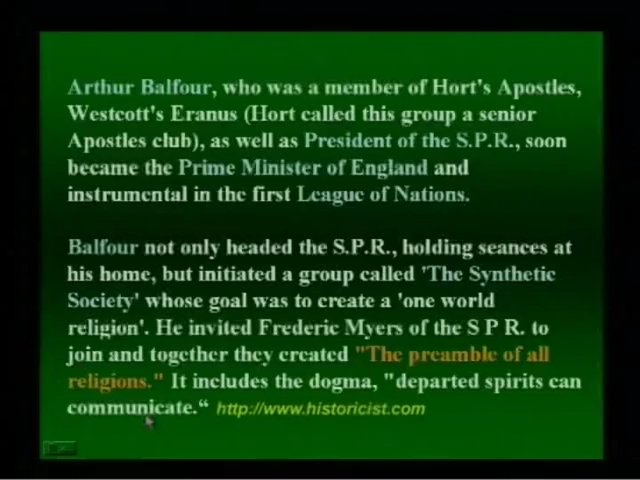 Arthur Balfour, who was a member of Hort's Apostles,
Westcott's Eranus (Hort called this group a senior
Apostles club), as well as President of the S.P.R., soon
became the Prime Minister of England and
instrumental in the first League of Nations.
Balfour not only headed the S.P.R., holding seances at
his home, but initiated a group called 'The Synthetic
Society' whose goal was to create a 'one world
religion'. He invited Frederic Myers of the S P R. to
join and together they created "The preamble of all
religions." It includes the dogma, "departed spirits can
communicate.“ http://www.historicist.com